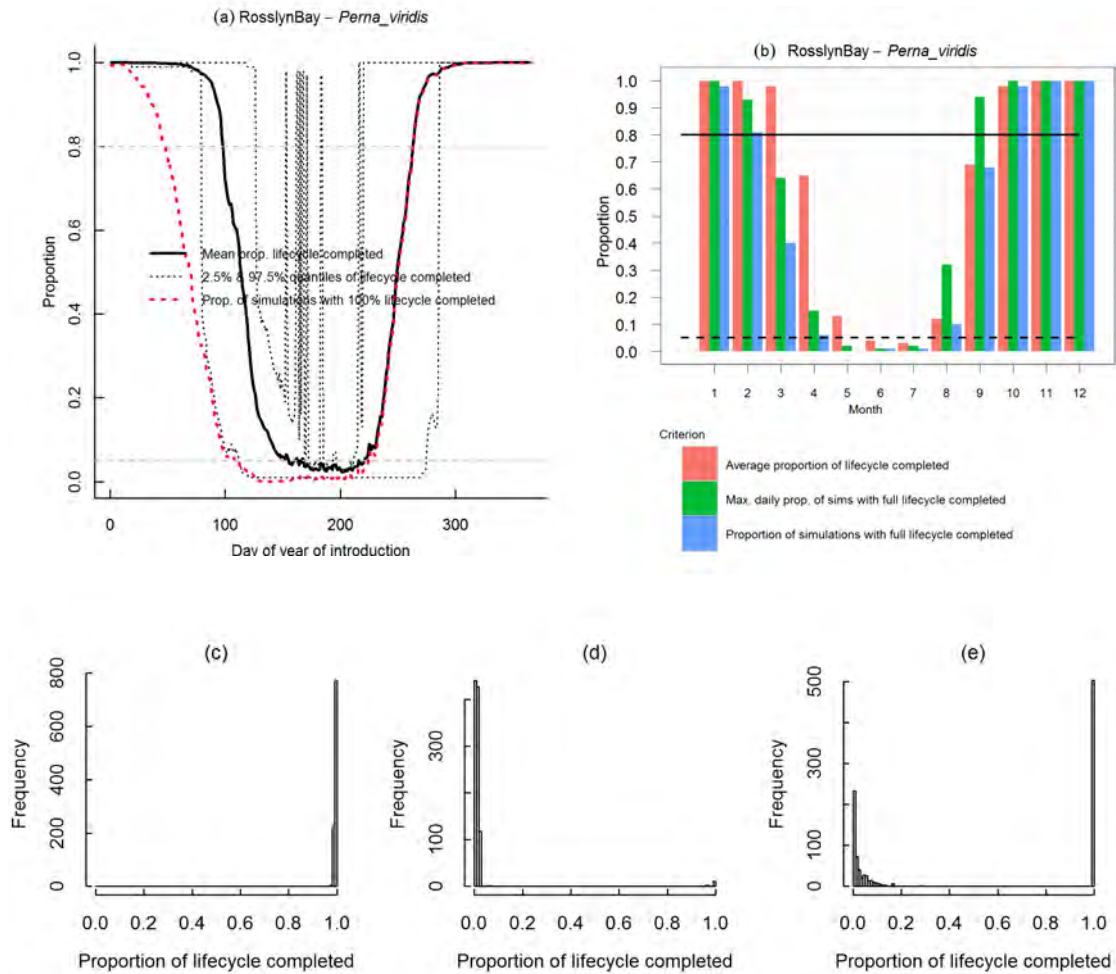 (a) RosslynBay – Perna_viridis
Proportion
1.0
0.8
0.6
0.4
0.2
0.0
Mean prop. lifecycle completed
2.5% & 97.5% quantiles of lifecycle completed
Prop. of simulations with 100% lifecycle completed
0 100 200 300
Day of year of introduction
(b) RosslynBay – Perna_viridis
Proportion
1.0
0.9
0.8
0.7
0.6
0.5
0.4
0.3
0.2
0.1
0.0
1 2 3 4 5 6 7 8 9 10 11 12
Month
Criterion
Average proportion of lifecycle completed
Max. daily prop. of sims with full lifecycle completed
Proportion of simulations with full lifecycle completed
(c)
Frequency
800
600
400
200
0
0.0 0.2 0.4 0.6 0.8 1.0
Proportion of lifecycle completed
(d)
Frequency
300
100
0
0.0 0.2 0.4 0.6 0.8 1.0
Proportion of lifecycle completed
(e)
Frequency
500
300
100
0
0.0 0.2 0.4 0.6 0.8 1.0
Proportion of lifecycle completed